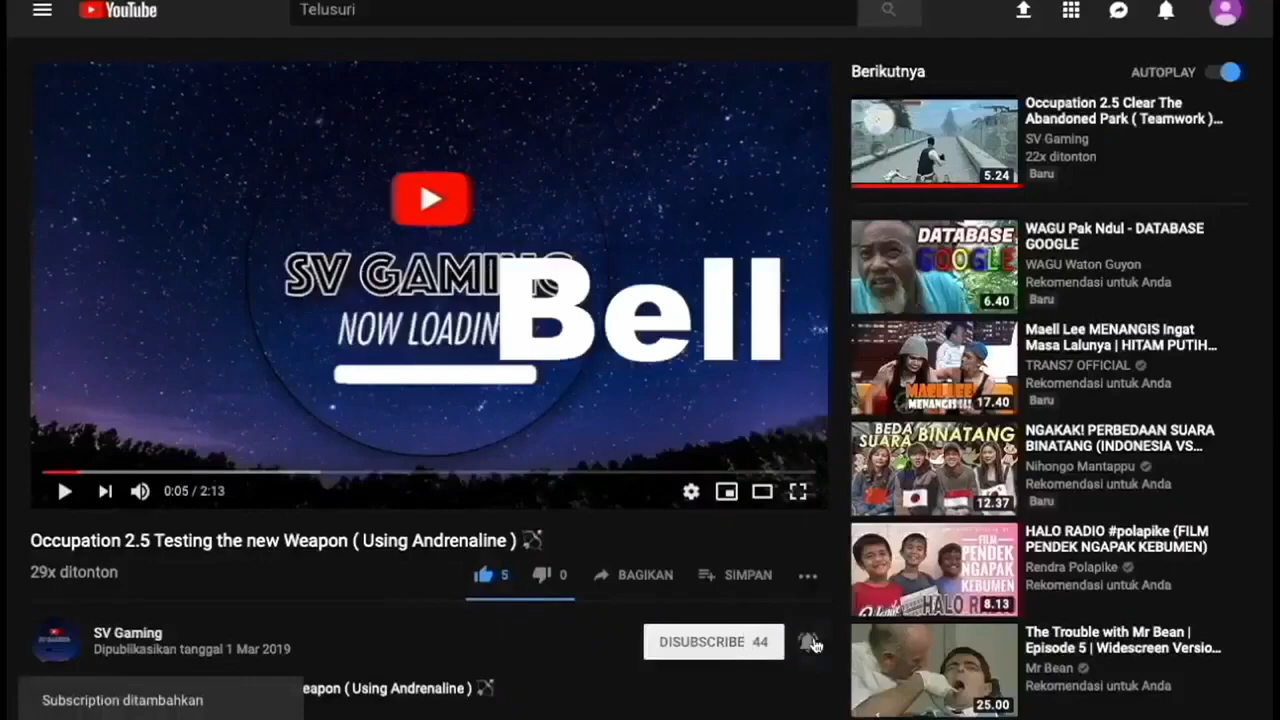 YouTube
Telusuri
SV GAMING
NOW LOADIN
Bell
0:05 / 2:13
Occupation 2.5 Testing the new Weapon ( Using Andrenaline )
29x ditonton
5
0
BAGIKAN
SIMPAN
SV Gaming
Dipublikasikan tanggal 1 Mar 2019
DISUBSCRIBE 44
eapon ( Using Andrenaline )
Subscription ditambahkan
Berikutnya
AUTOPLAY
5.24
Occupation 2.5 Clear The
Abandoned Park ( Teamwork )...
SV Gaming
22x ditonton
Baru
DATABASE
GOOGLE
6.40
WAGU Pak Ndul - DATABASE
GOOGLE
WAGU Waton Guyon
Rekomendasi untuk Anda
Baru
MAELL LEE
MENANGIS!!!
17.40
Maell Lee MENANGIS Ingat
Masa Lalunya | HITAM PUTIH...
TRANS7 OFFICIAL
Rekomendasi untuk Anda
Baru
BEDA
SUARA BINATANG
12.37
NGAKAK! PERBEDAAN SUARA
BINATANG (INDONESIA VS...
Nihongo Mantappu
Rekomendasi untuk Anda
Baru
FILM
PENDEK
NGAPAK
KEBUMEN
HALO
8.13
HALO RADIO #polapike (FILM
PENDEK NGAPAK KEBUMEN)
Rendra Polapike
Rekomendasi untuk Anda
25.00
The Trouble with Mr Bean |
Episode 5 | Widescreen Versio...
Mr Bean
Rekomendasi untuk Anda